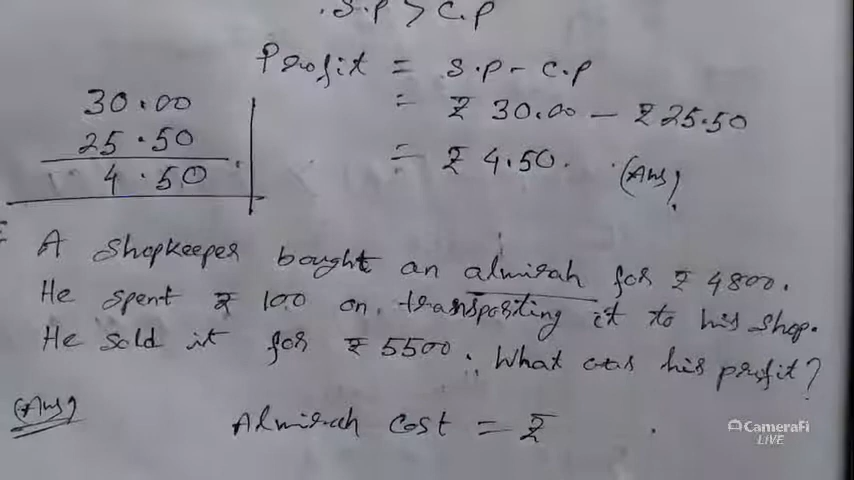 S.P > C.P
Profit = S.P - C.P
= ₹ 30.00 - ₹ 25.50
= ₹ 4.50. (Ans)
30.00
25.50
4.50
A shopkeeper bought an almirah for ₹ 4800.
He spent ₹ 100 on transporting it to his shop.
He sold it for ₹ 5500. What was his profit?
(Ans)
Almirah cost = ₹
CameraFi
LIVE